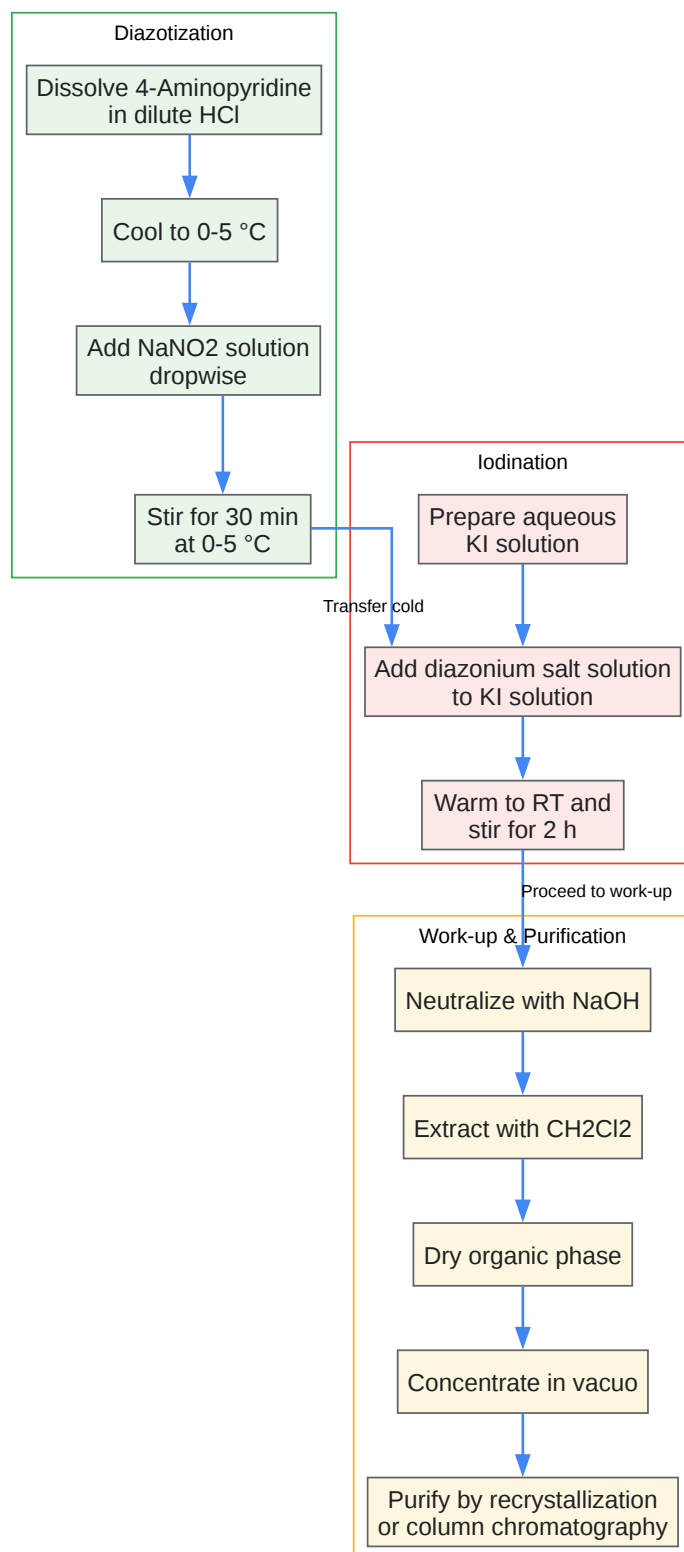 Diazotization
Dissolve 4-Aminopyridine
in dilute HCl
Cool to 0-5 °C
Add NaNO2 solution
dropwise
Stir for 30 min
at 0-5 °C
Transfer cold
Iodination
Prepare aqueous
KI solution
Add diazonium salt solution
to KI solution
Warm to RT and
stir for 2 h
Proceed to work-up
Work-up & Purification
Neutralize with NaOH
Extract with CH2Cl2
Dry organic phase
Concentrate in vacuo
Purify by recrystallization
or column chromatography